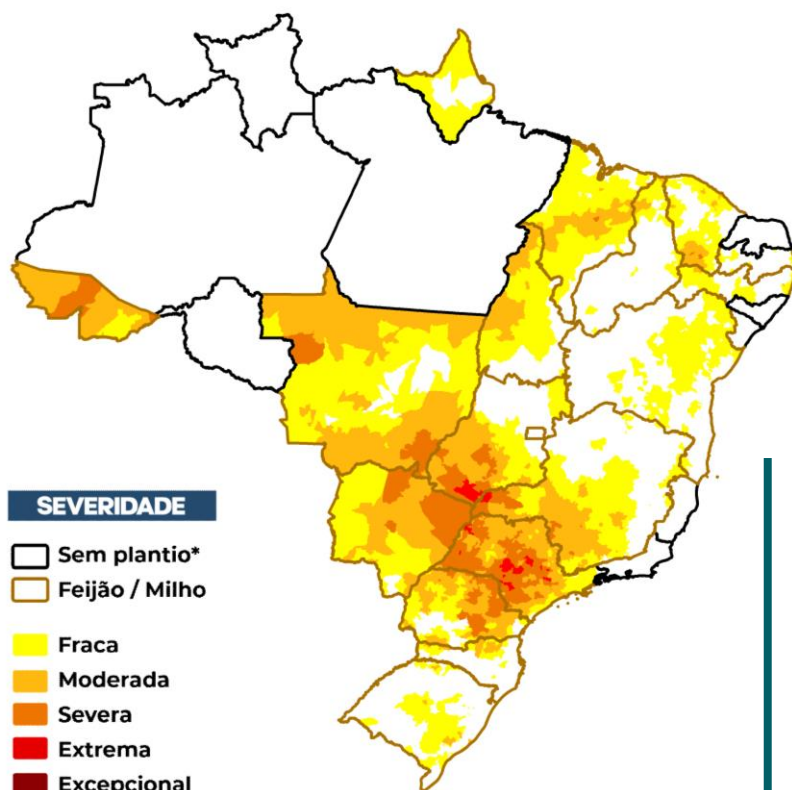 SEVERIDADE
Sem plantio*
Feijão / Milho
Fraca
Moderada
Severa
Extrema
Excepcional